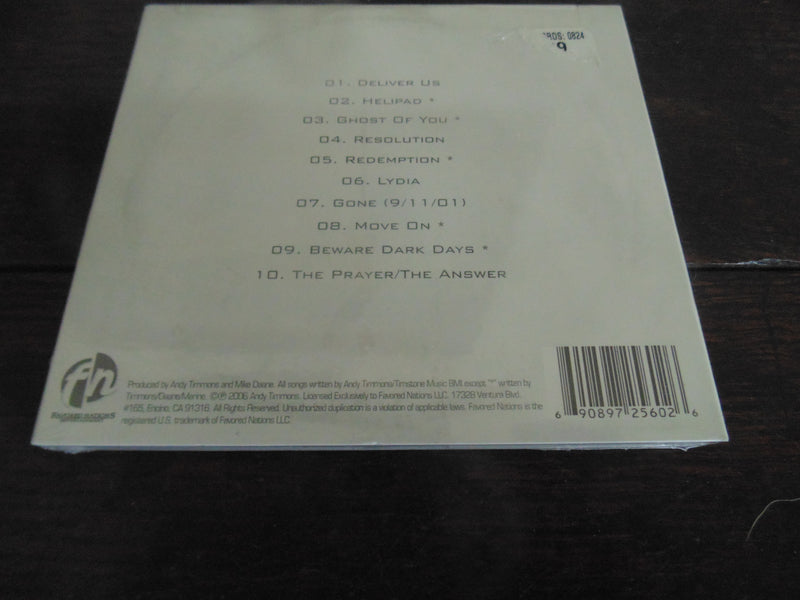 0824
9
01. DELIVER US
02. HELIPAD *
03. GHOST OF YOU *
04. RESOLUTION
05. REDEMPTION *
06. LYDIA
07. GONE (9/11/01)
08. MOVE ON *
09. BEWARE DARK DAYS *
10. THE PRAYER/THE ANSWER
fn
FAVORED NATIONS
ENTERTAINMENT
Produced by Andy Timmons and Mike Daane. All songs written by Andy Timmons/Timstone Music BMI except "*" written by
Timmons/Daane/Marine. ©℗ 2006 Andy Timmons. Licensed Exclusively to Favored Nations LLC. 17328 Ventura Blvd.
#165, Encino, CA 91316. All Rights Reserved. Unauthorized duplication is a violation of applicable laws. Favored Nations is the
registered U.S. trademark of Favored Nations LLC.
6 90897 25602 6